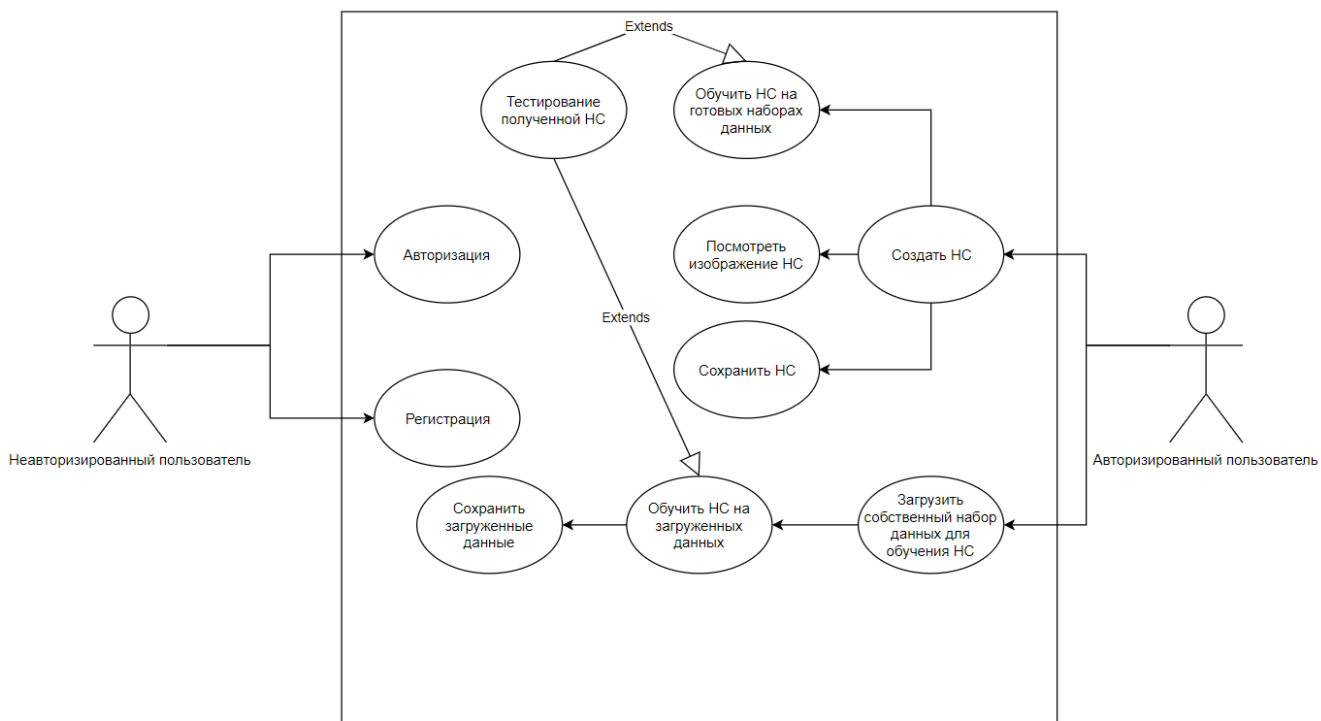 Extends
Тестирование
полученной НС
Обучить НС на
готовых наборах
данных
Авторизация
Посмотреть
изображение НС
Создать НС
Extends
Сохранить НС
Регистрация
Неавторизированный пользователь
Авторизированный пользователь
Сохранить
загруженные
данные
Обучить НС на
загруженных
данных
Загрузить
собственный набор
данных для
обучения НС